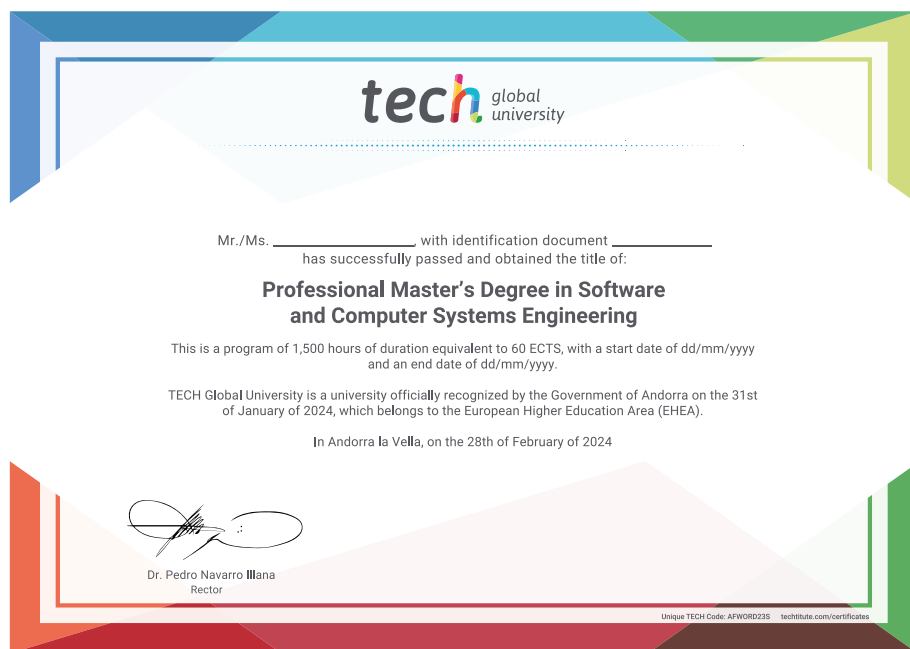 tech global
university
Mr./Ms. ____________________, with identification document ______________
has successfully passed and obtained the title of:
Professional Master’s Degree in Software
and Computer Systems Engineering
This is a program of 1,500 hours of duration equivalent to 60 ECTS, with a start date of dd/mm/yyyy
and an end date of dd/mm/yyyy.
TECH Global University is a university officially recognized by the Government of Andorra on the 31st
of January of 2024, which belongs to the European Higher Education Area (EHEA).
In Andorra la Vella, on the 28th of February of 2024
Dr. Pedro Navarro Illana
Rector
Unique TECH Code: AFWORD23S techtitute.com/certificates